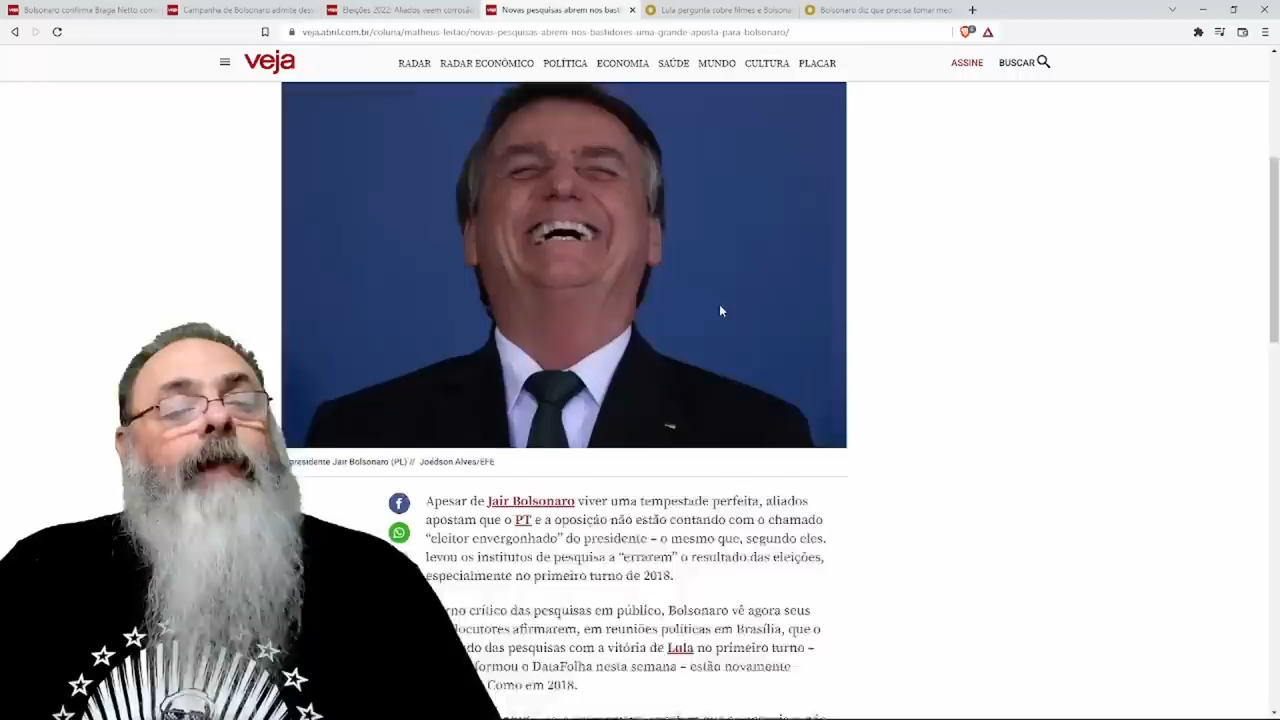 Bolsonaro confirma Braga Netto com
Campanha de Bolsonaro admite des
Eleições 2022: Aliados veem corrosão
Novas pesquisas abrem nos basti
Lula pergunta sobre filmes e Bolson
Bolsonaro diz que precisa tomar med
veja.abril.com.br/coluna/matheus-leitao/novas-pesquisas-abrem-nos-bastidores-uma-grande-aposta-para-bolsonaro/
veja
RADAR RADAR ECONÔMICO POLÍTICA ECONOMIA SAÚDE MUNDO CULTURA PLACAR
ASSINE BUSCAR
presidente Jair Bolsonaro (PL) // Joédson Alves/EFE
Apesar de Jair Bolsonaro viver uma tempestade perfeita, aliados
apostam que o PT e a oposição não estão contando com o chamado
“eleitor envergonhado” do presidente – o mesmo que, segundo eles,
levou os institutos de pesquisa a “errarem” o resultado das eleições,
especialmente no primeiro turno de 2018.
rno crítico das pesquisas em público, Bolsonaro vê agora seus
locutores afirmarem, em reuniões políticas em Brasília, que o
do das pesquisas com a vitória de Lula no primeiro turno –
formou o DataFolha nesta semana – estão novamente
Como em 2018.